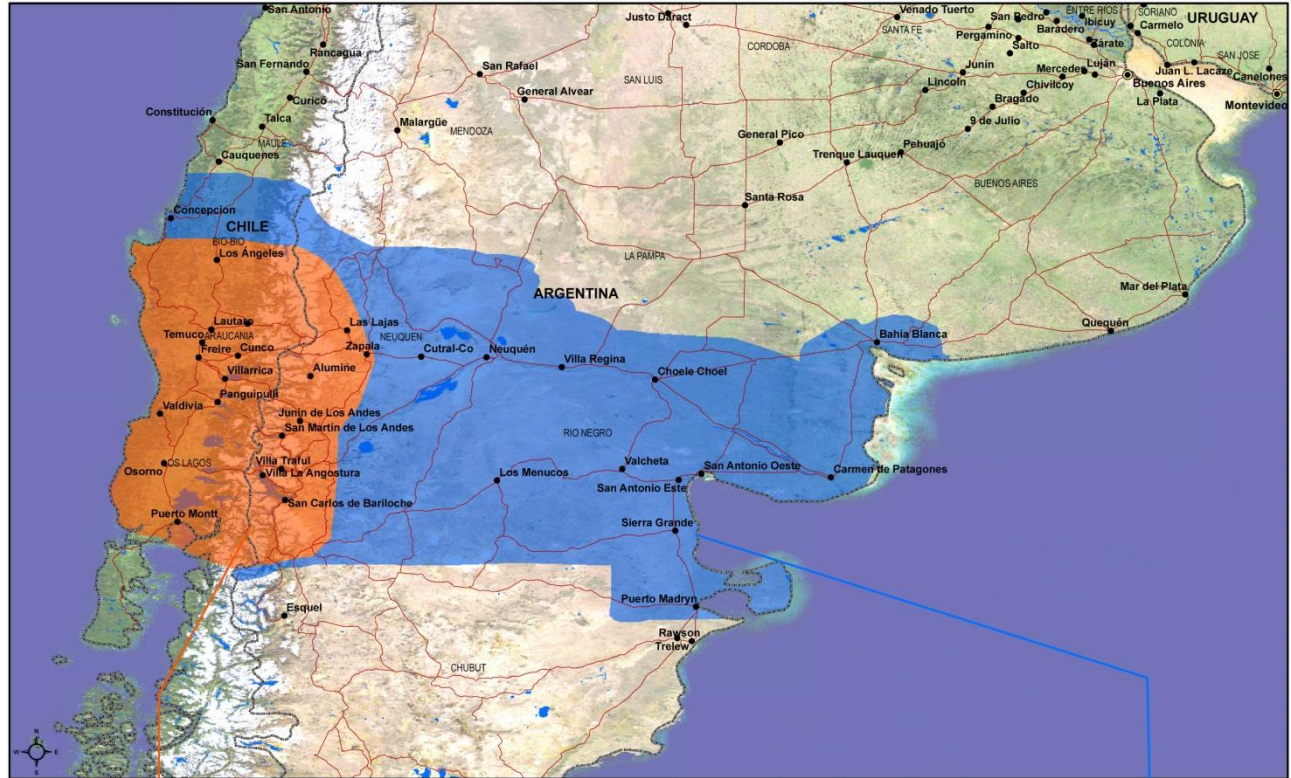 San Antonio
Justo Daract
Venado Tuerto
San Pedro
ENTRE RIOS
Ibicuy
SORIANO
URUGUAY
Rancagua
SANTA FE
Pergamino
Baradero
Carmelo
CORDOBA
Salto
Zárate
COLONIA
SAN JOSE
San Fernando
San Rafael
SAN LUIS
Junín
Mercedes
Luján
Juan L. Lacaze
Canelones
Curicó
General Alvear
Lincoln
Chivilcoy
Buenos Aires
Bragado
La Plata
Montevideo
Constitución
Talca
Malargüe
MENDOZA
9 de Julio
MAULE
General Pico
Cauquenes
Trenque Lauquen
Pehuajó
BUENOS AIRES
Santa Rosa
Concepcion
CHILE
BIO-BIO
Los Ángeles
LA PAMPA
ARGENTINA
Mar del Plata
Lautaro
Las Lajas
Quequén
Temuco
ARAUCANIA
NEUQUEN
Bahia Blanca
Freire
Cunco
Zapala
Cutral-Co
Neuquén
Villa Regina
Villarrica
Alumine
Choele Choel
Panguipulli
Valdivia
Junín de Los Andes
San Martín de Los Andes
RIO NEGRO
OS LAGOS
Villa Traful
Valcheta
Osorno
Villa La Angostura
Los Menucos
San Antonio Oeste
Carmen de Patagones
San Antonio Este
San Carlos de Bariloche
Puerto Montt
Sierra Grande
Esquel
Puerto Madryn
Rawson
Trelew
CHUBUT
N
W
E
S